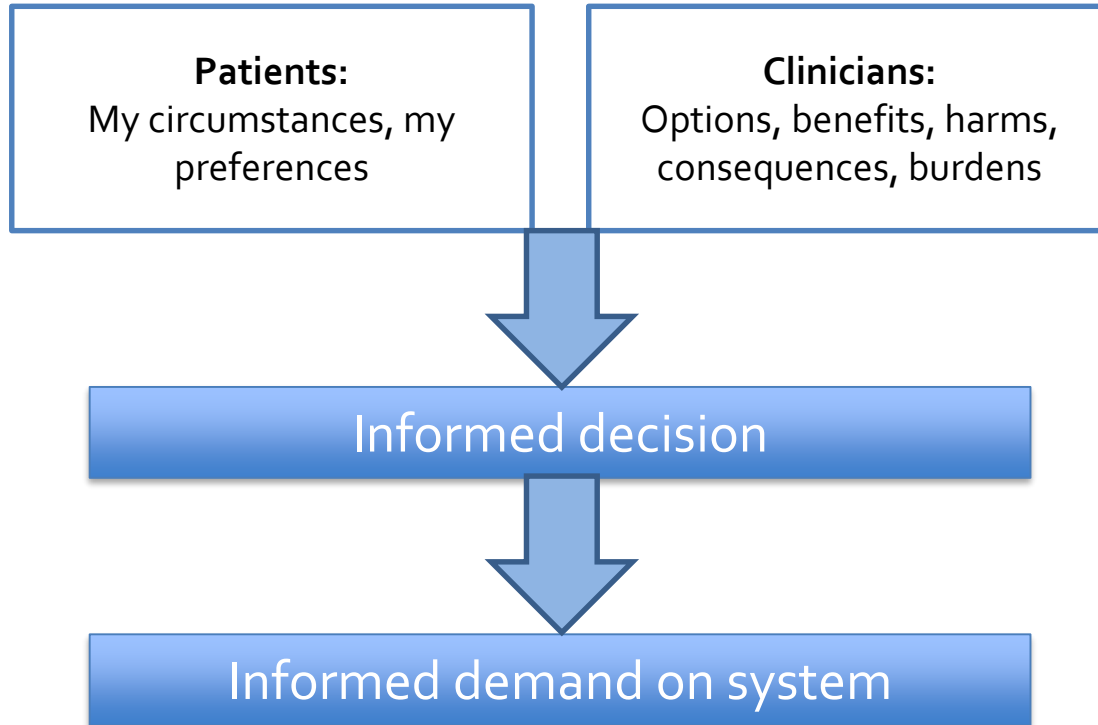 Patients:
My circumstances, my
preferences
Clinicians:
Options, benefits, harms,
consequences, burdens
Informed decision
Informed demand on system